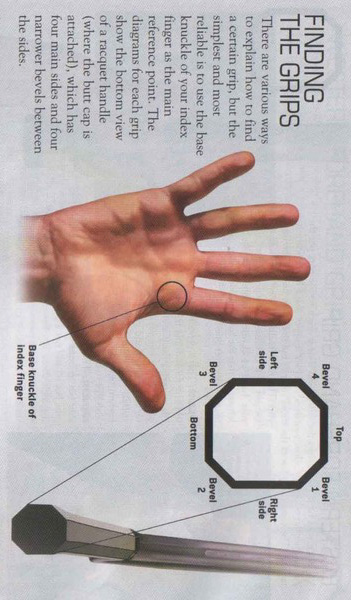 FINDING
THE GRIPS
There are various ways
to explain how to find
a certain grip, but the
simplest and most
reliable is to use the base
knuckle of your index
finger as the main
reference point. The
diagrams for each grip
show the bottom view
of a racquet handle
(where the butt cap is
attached), which has
four main sides and four
narrower bevels between
the sides.
Base knuckle of
index finger
Top
Bevel
4
Bevel
1
Left
side
Right
side
Bevel
3
Bevel
2
Bottom